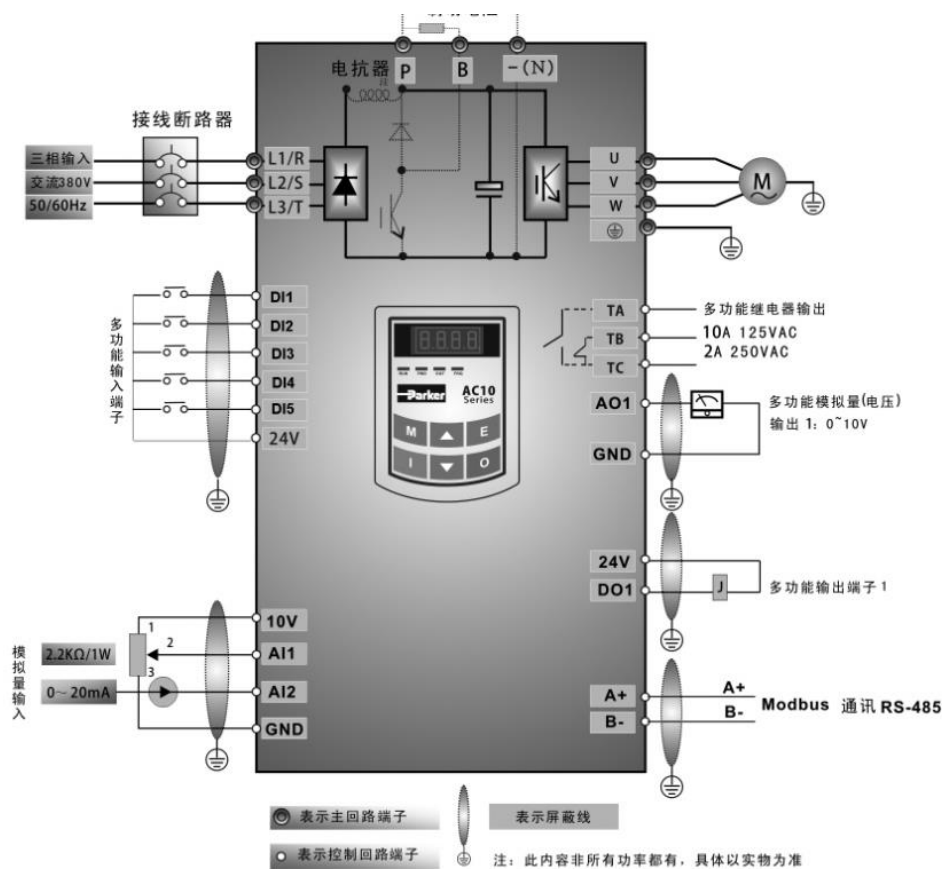 电抗器
P
B
-(N)
接线断路器
三相输入
交流380V
50/60Hz
L1/R
L2/S
L3/T
U
V
W
M
多功能输入端子
DI1
DI2
DI3
DI4
DI5
24V
TA
TB
TC
多功能继电器输出
10A 125VAC
2A 250VAC
8888
Parker
AC10
Series
M
E
I
O
AO1
GND
多功能模拟量(电压)
输出 1: 0~10V
24V
DO1
J
多功能输出端子1
模拟量输入
2.2KΩ/1W
0~20mA
1
2
3
10V
AI1
AI2
GND
A+
B-
A+
B-
Modbus 通讯 RS-485
表示主回路端子
表示控制回路端子
表示屏蔽线
注: 此内容非所有功率都有, 具体以实物为准